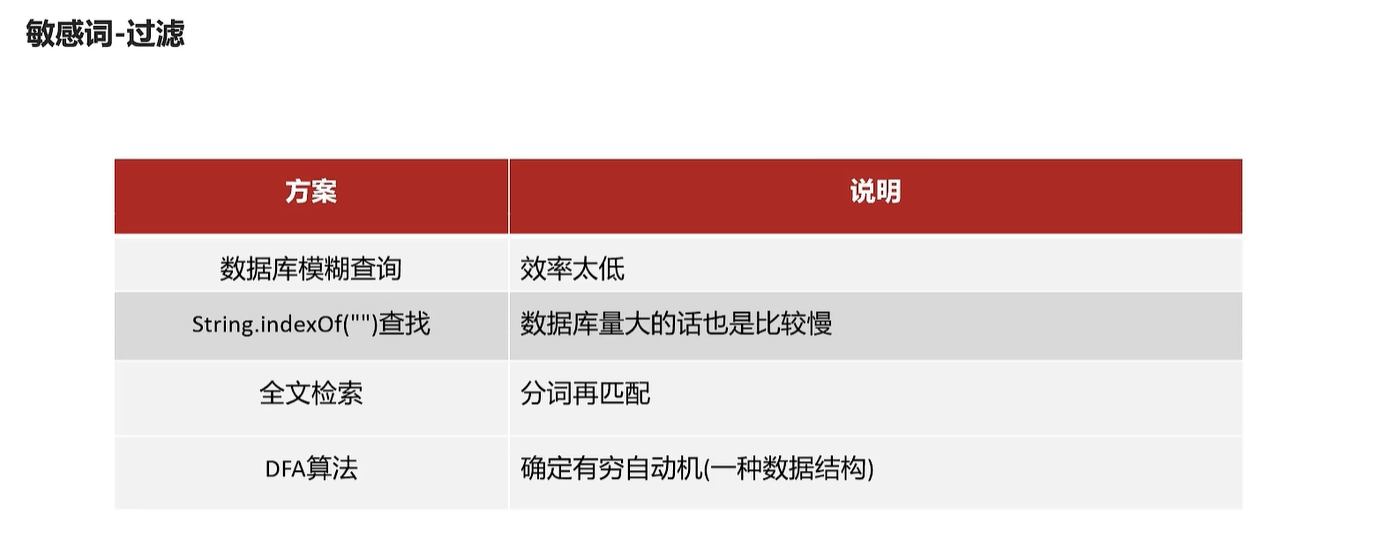 敏感词-过滤
方案 说明
数据库模糊查询 效率太低
String.indexOf("")查找 数据库量大的话也是比较慢
全文检索 分词再匹配
DFA算法 确定有穷自动机(一种数据结构)